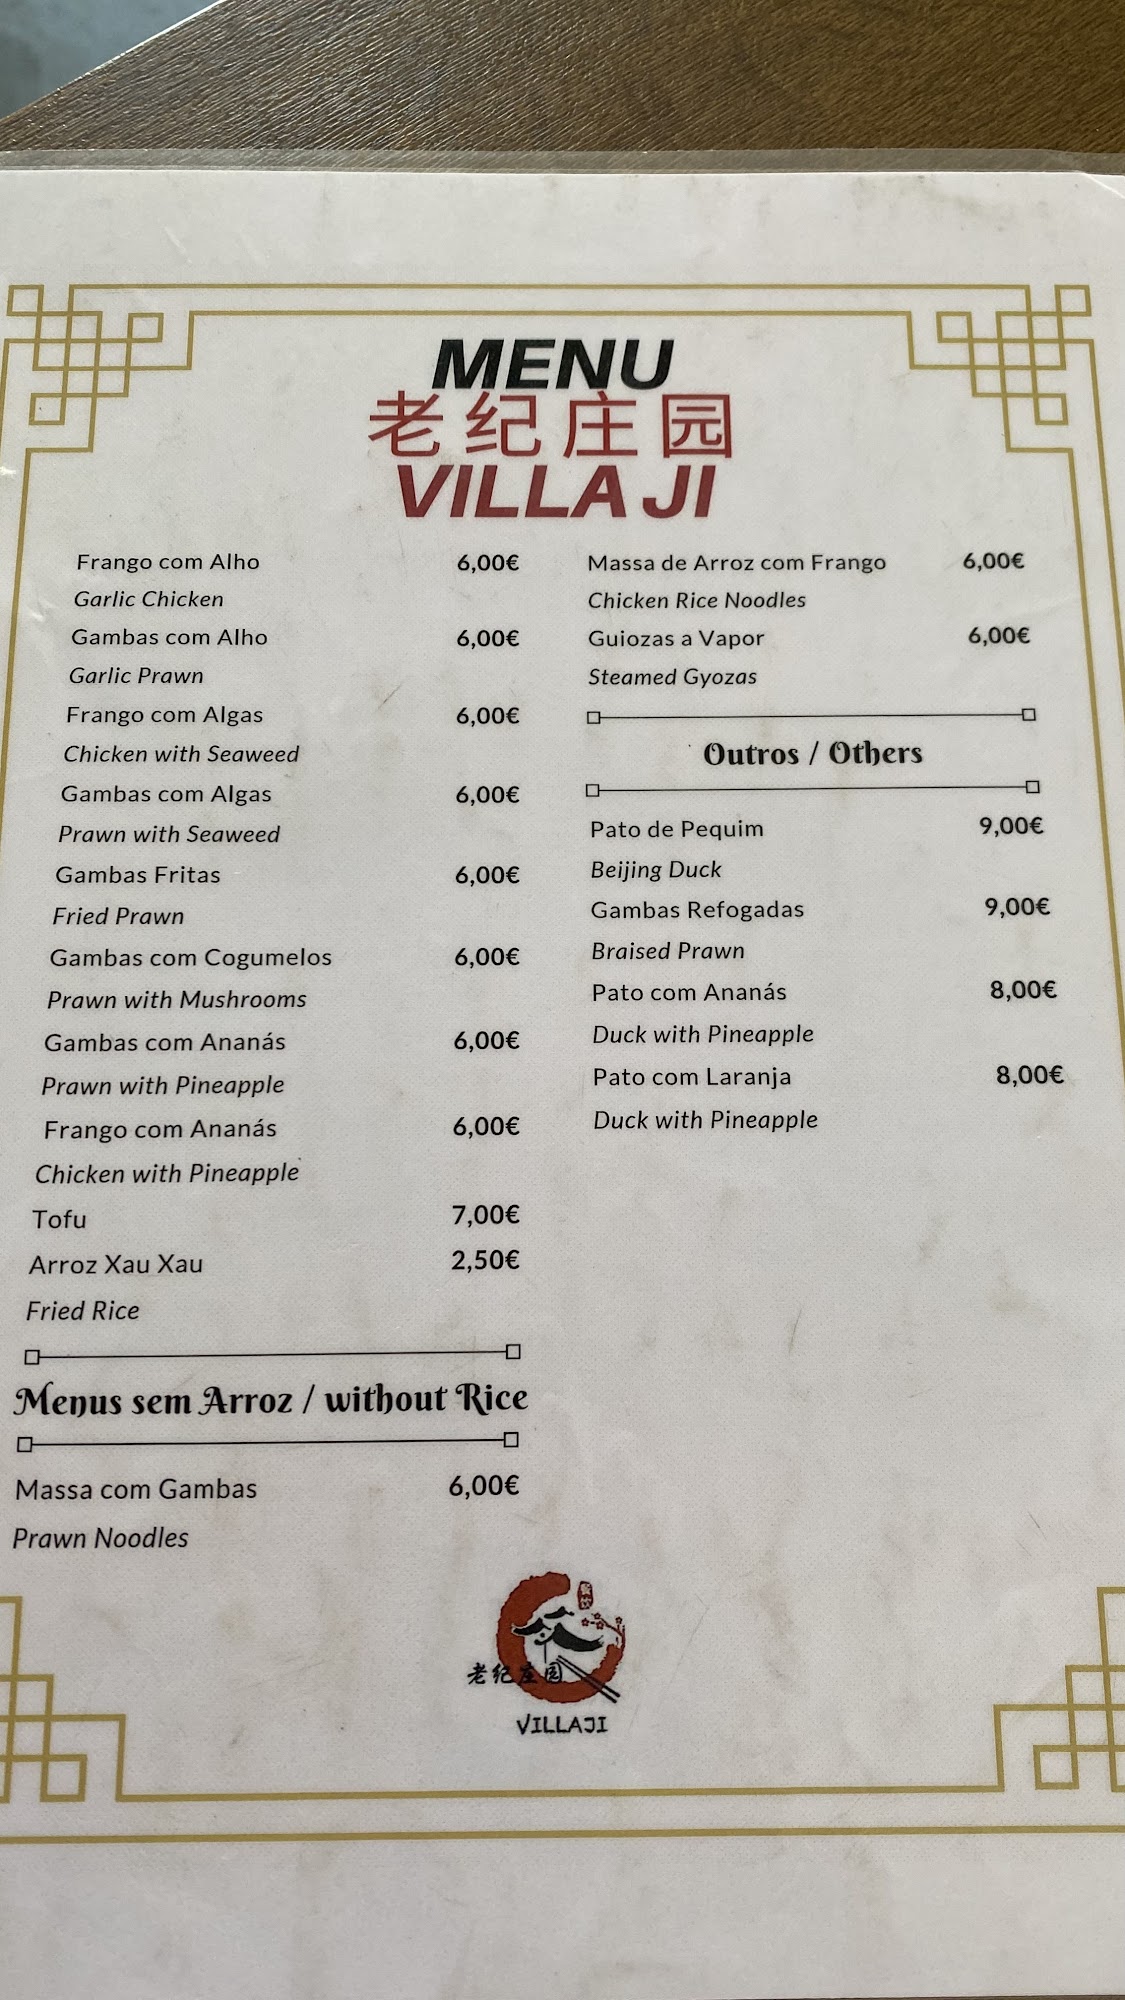 MENU
老纪庄园
VILLA JI
Frango com Alho 6,00€
Garlic Chicken
Gambas com Alho 6,00€
Garlic Prawn
Frango com Algas 6,00€
Chicken with Seaweed
Gambas com Algas 6,00€
Prawn with Seaweed
Gambas Fritas 6,00€
Fried Prawn
Gambas com Cogumelos 6,00€
Prawn with Mushrooms
Gambas com Ananás 6,00€
Prawn with Pineapple
Frango com Ananás 6,00€
Chicken with Pineapple
Tofu 7,00€
Arroz Xau Xau 2,50€
Fried Rice
Menus sem Arroz / without Rice
Massa com Gambas 6,00€
Prawn Noodles
Massa de Arroz com Frango 6,00€
Chicken Rice Noodles
Guiozas a Vapor 6,00€
Steamed Gyozas
Outros / Others
Pato de Pequim 9,00€
Beijing Duck
Gambas Refogadas 9,00€
Braised Prawn
Pato com Ananás 8,00€
Duck with Pineapple
Pato com Laranja 8,00€
Duck with Pineapple
老纪庄园
VILLAJI